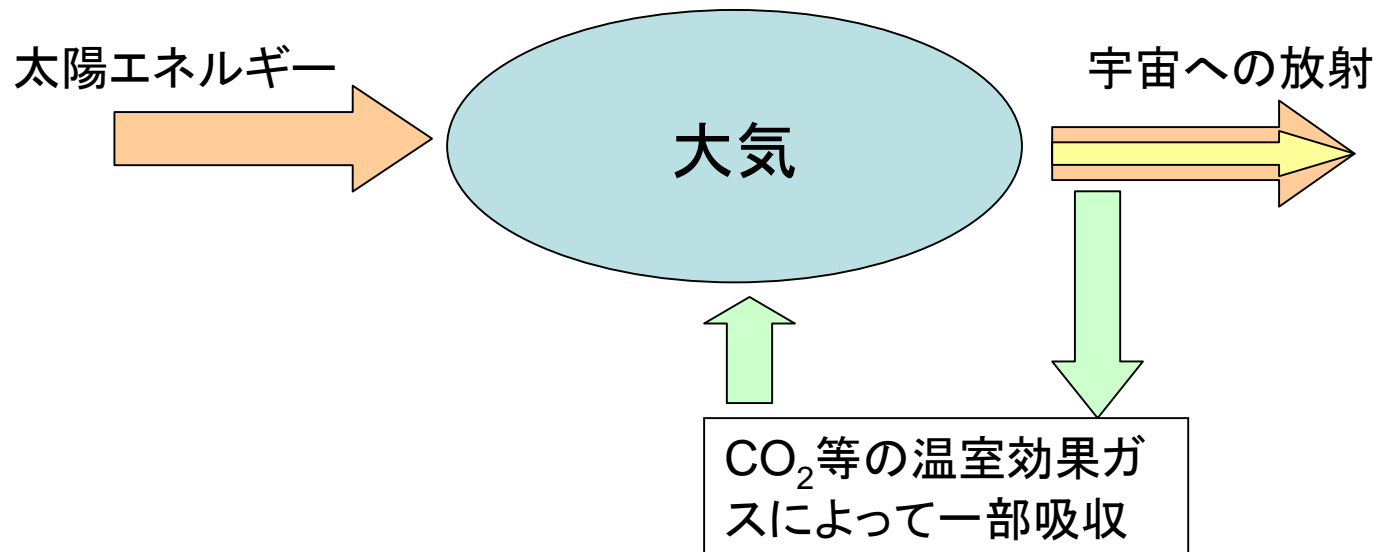 太陽エネルギー
大気
宇宙への放射
CO₂等の温室効果ガ
スによって一部吸収